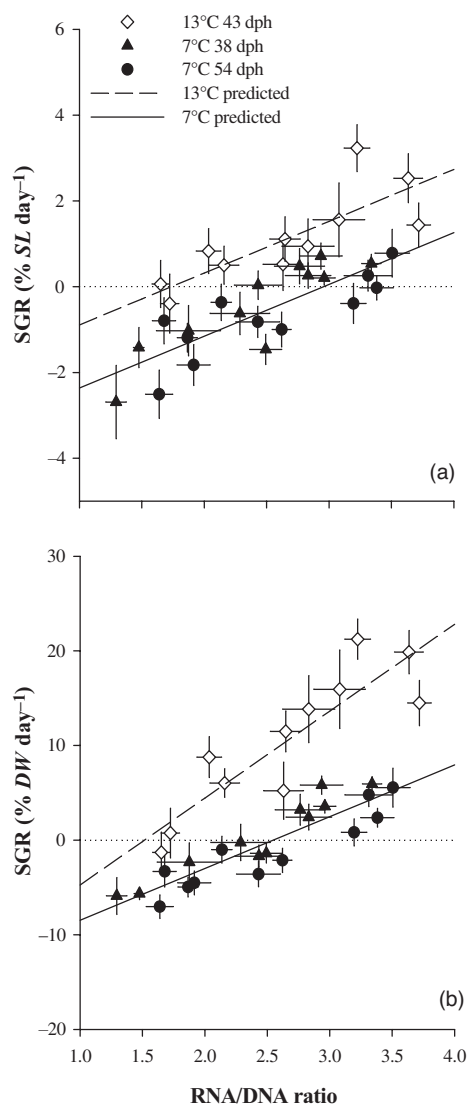 13°C 43 dph
7°C 38 dph
7°C 54 dph
13°C predicted
7°C predicted
6
4
2
0
−2
−4
SGR (% SL day⁻¹)
(a)
30
20
10
0
−10
−20
SGR (% DW day⁻¹)
(b)
1.0 1.5 2.0 2.5 3.0 3.5 4.0
RNA/DNA ratio